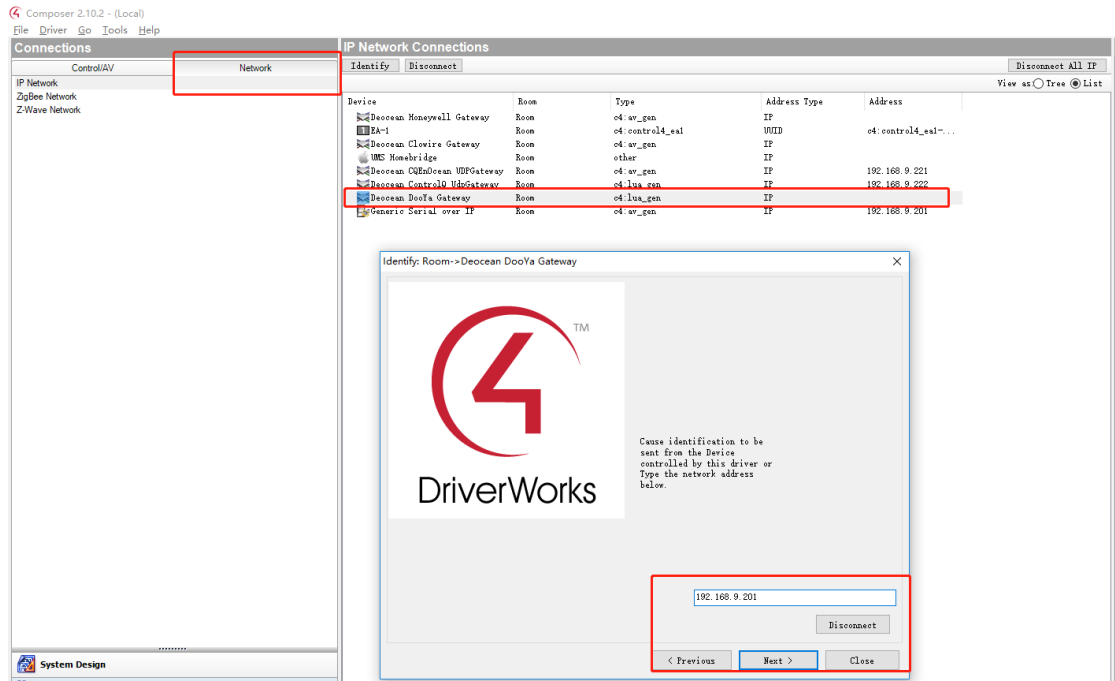 Composer 2.10.2 - (Local)
File Driver Go Tools Help
Connections
Control/AV Network
IP Network
ZigBee Network
Z-Wave Network
IP Network Connections
Identify Disconnect Disconnect All IP
View as: Tree List
Device Room Type Address Type Address
Deocean Honeywell Gateway Room c4:av_gen IP
EA-1 Room c4:control4_ea1 UUID c4:control4_ea1-...
Deocean Clowire Gateway Room c4:av_gen IP
UMS Homebridge Room other IP
Deocean CQEnOcean UDPGateway Room c4:av_gen IP 192.168.9.221
Deocean ControlQ UdpGateway Room c4:lua_gen IP 192.168.9.222
Deocean DooYa Gateway Room c4:lua_gen IP
Generic Serial over IP Room c4:av_gen IP 192.168.9.201
Identify: Room->Deocean DooYa Gateway
4 TM
DriverWorks
Cause identification to be
sent from the Device
controlled by this driver or
Type the network address
below.
192.168.9.201
Disconnect
< Previous Next > Close
System Design